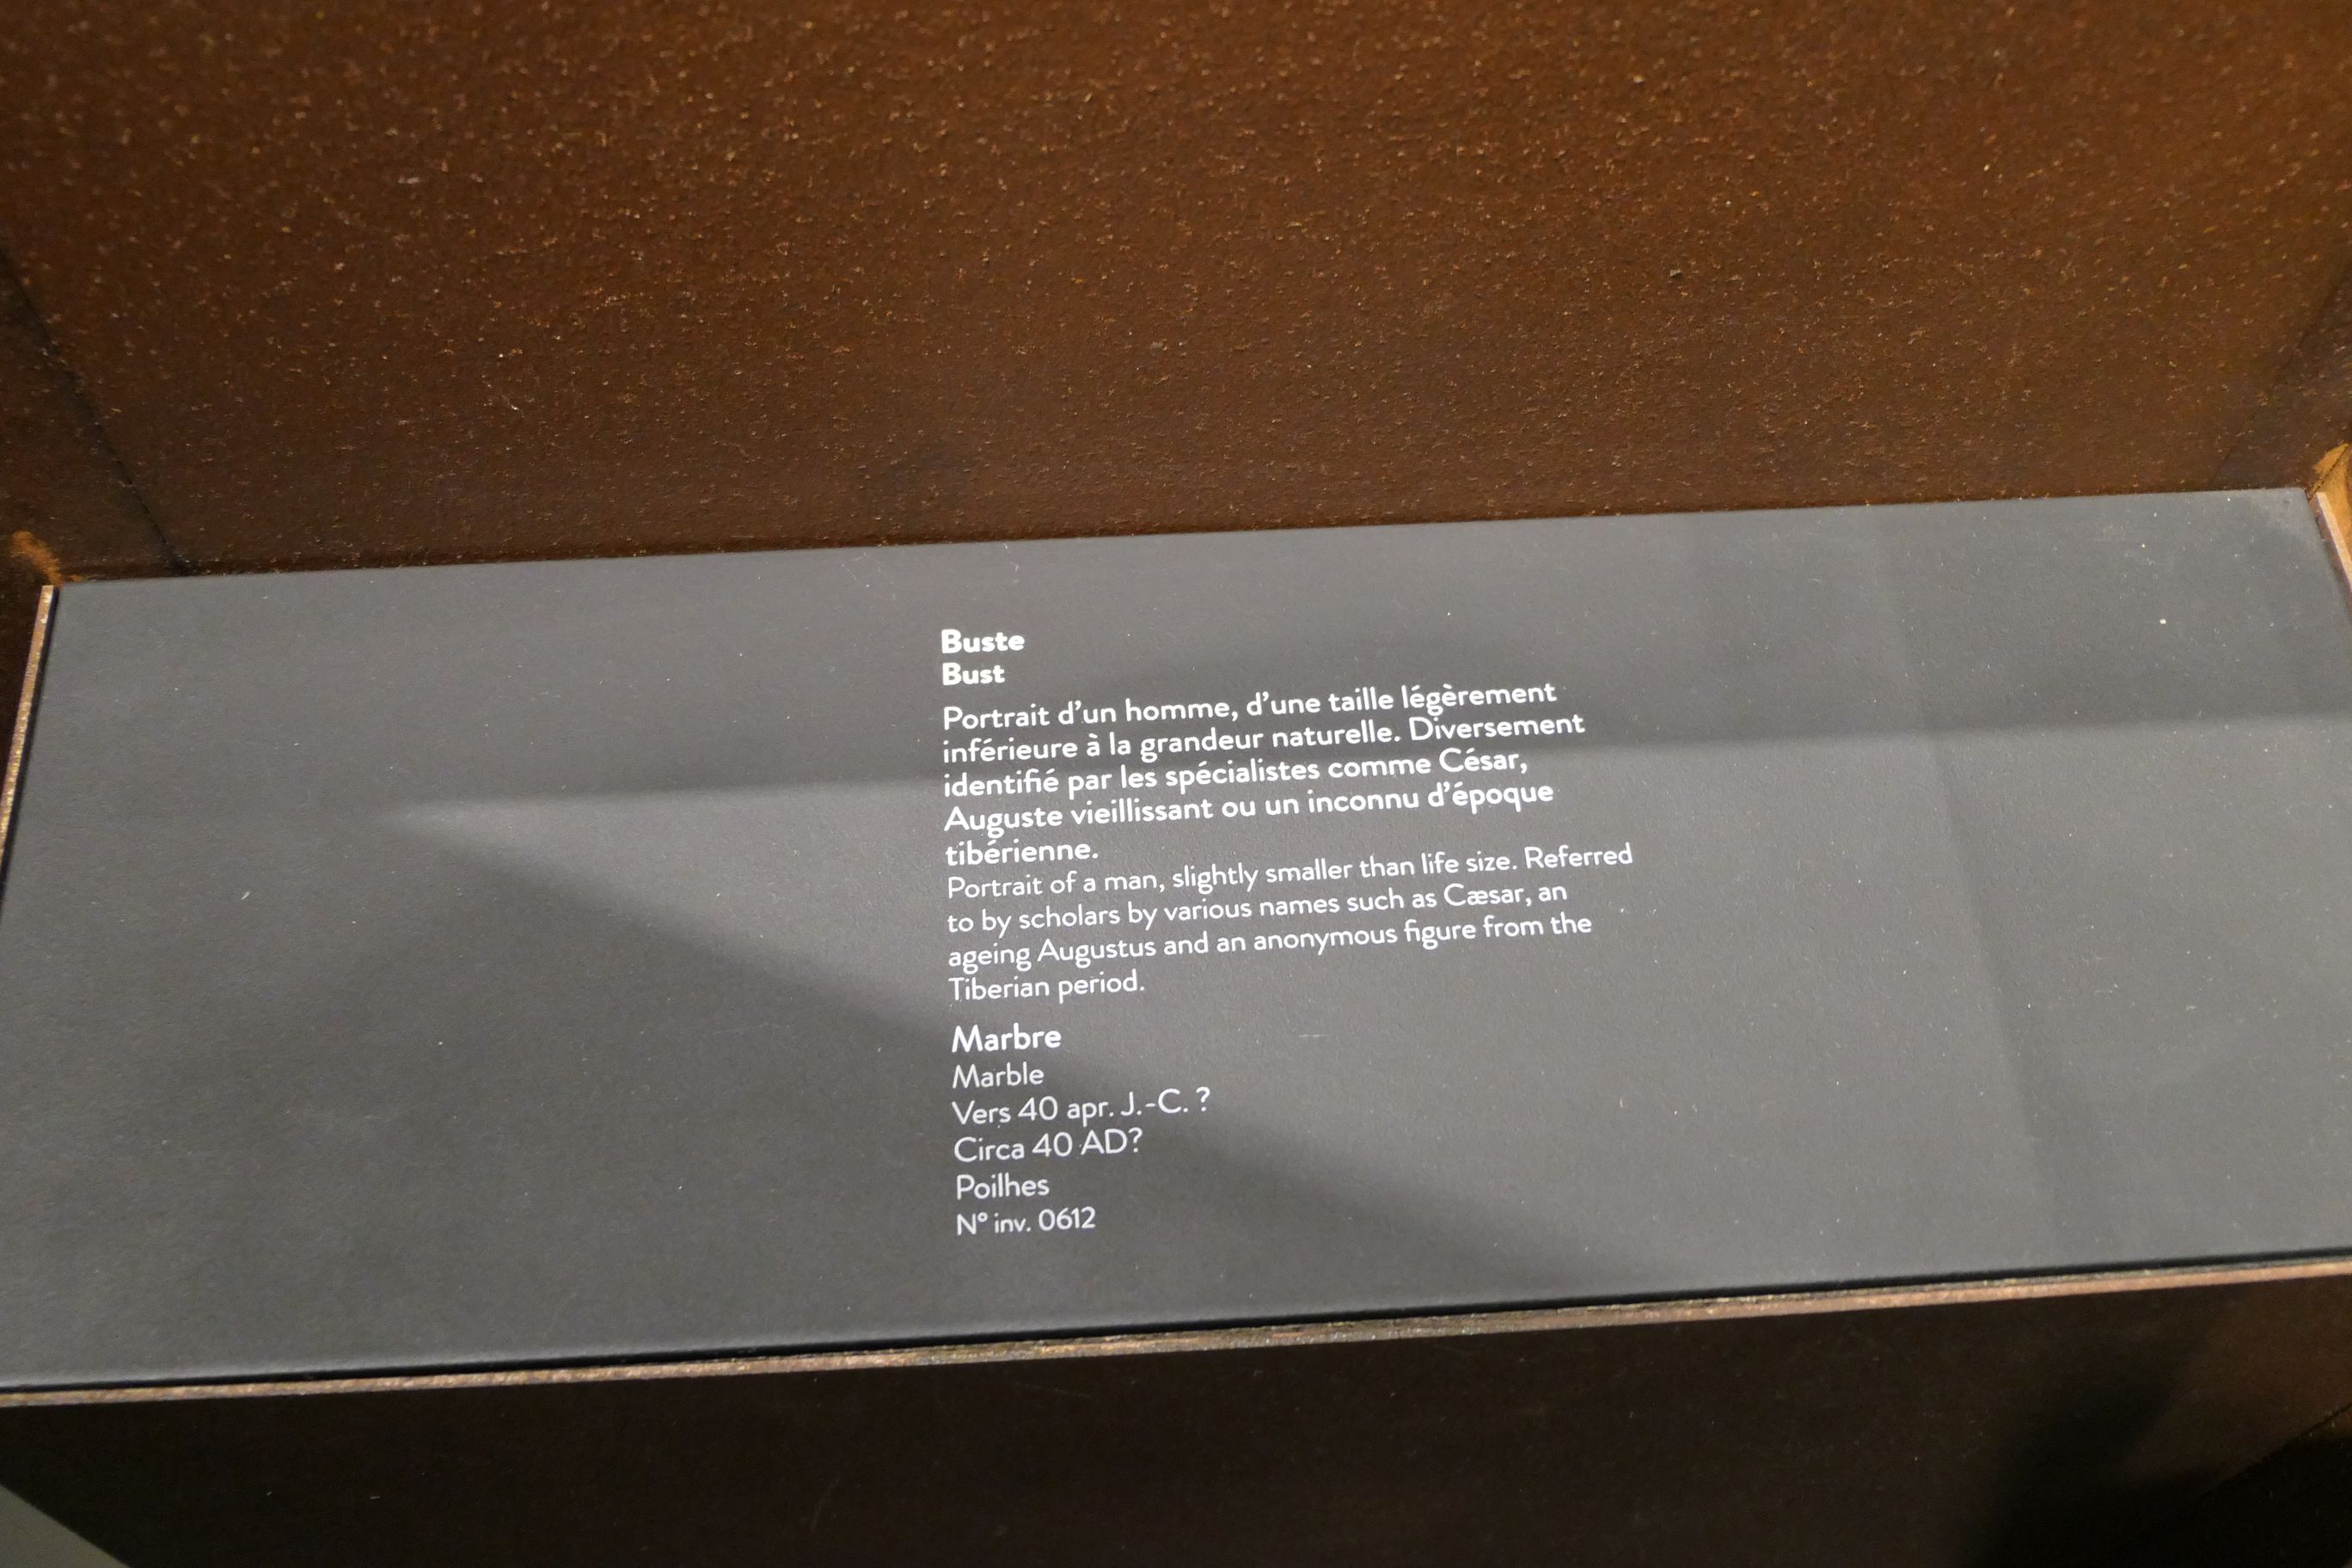 Buste
Bust
Portrait d’un homme, d’une taille légèrement
inférieure à la grandeur naturelle. Diversement
identifié par les spécialistes comme César,
Auguste vieillissant ou un inconnu d’époque
tibérienne.
Portrait of a man, slightly smaller than life size. Referred
to by scholars by various names such as Cæsar, an
ageing Augustus and an anonymous figure from the
Tiberian period.
Marbre
Marble
Vers 40 apr. J.-C. ?
Circa 40 AD?
Poilhes
N° inv. 0612